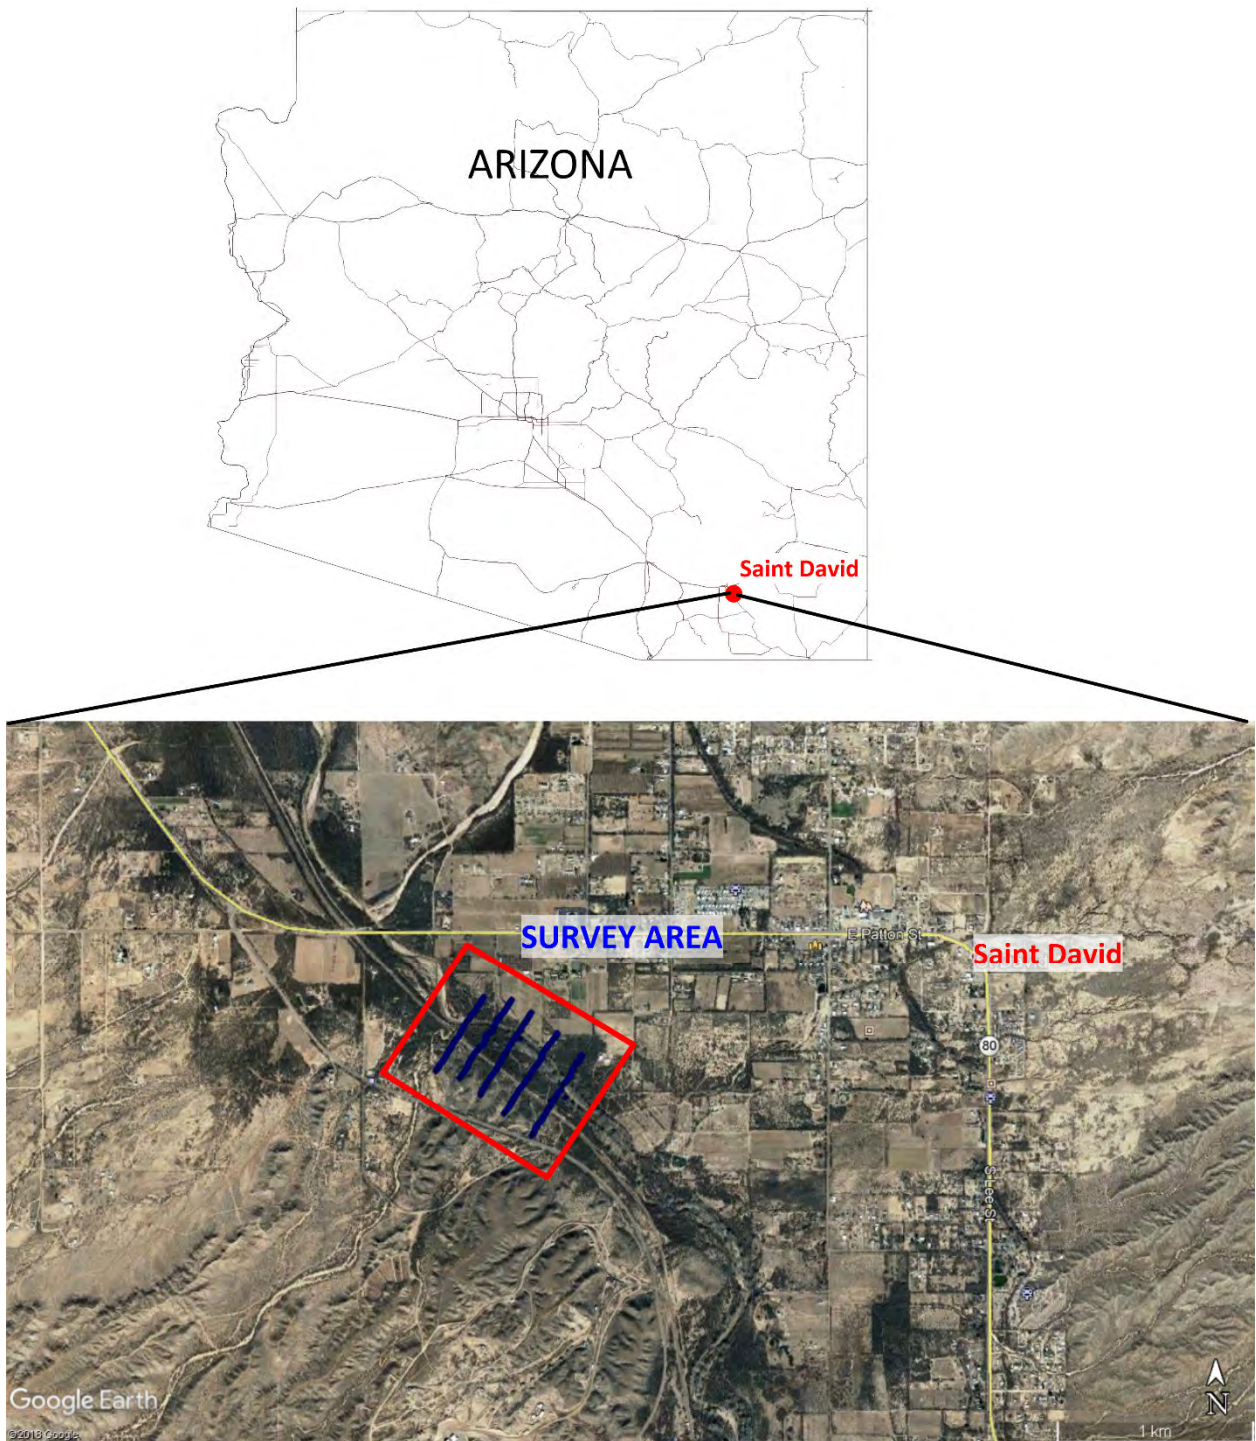 ARIZONA
Saint David
SURVEY AREA
E Patton St
Saint David
80
S Lee St
Google Earth
©2018 Google
N
1 km